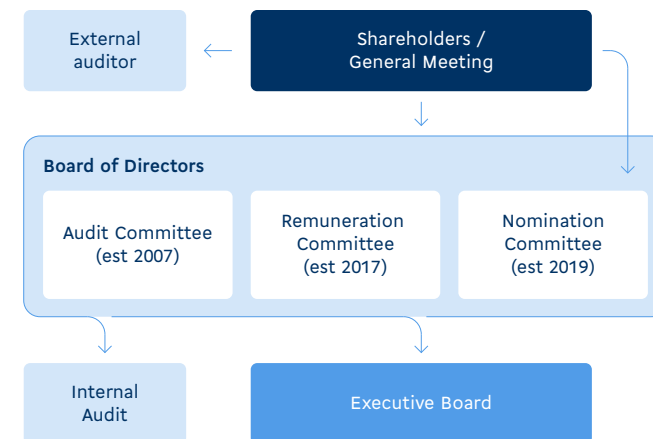 External
auditor
Shareholders /
General Meeting
Board of Directors
Audit Committee
(est 2007)
Remuneration
Committee
(est 2017)
Nomination
Committee
(est 2019)
Internal
Audit
Executive Board